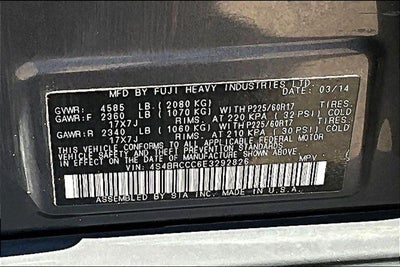 MFD BY FUJI HEAVY INDUSTRIES LTD. 03/14
GVWR: 4585 LB. (2080 KG)
GAWR:F 2360 LB. (1070 KG) WITH P225/60R17 TIRES.
17X7J RIMS. AT 220 KPA (32 PSI) COLD
GAWR:R 2340 LB. (1060 KG) WITH P225/60R17 TIRES.
17X7J RIMS. AT 210 KPA (30 PSI) COLD
THIS VEHICLE CONFORMS TO ALL APPLICABLE FEDERAL MOTOR
VEHICLE SAFETY AND THEFT PREVENTION STANDARDS
IN EFFECT ON THE DATE OF MANUFACTURE SHOWN ABOVE.
VIN: 4S4BRCCC6E3292826 MPV
ASSEMBLED BY SIA INC. MADE IN U.S.A.